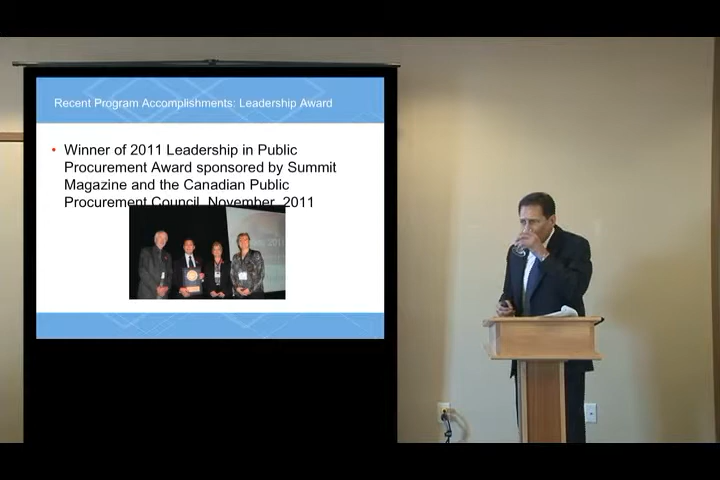 Recent Program Accomplishments: Leadership Award
• Winner of 2011 Leadership in Public
Procurement Award sponsored by Summit
Magazine and the Canadian Public
Procurement Council, November, 2011